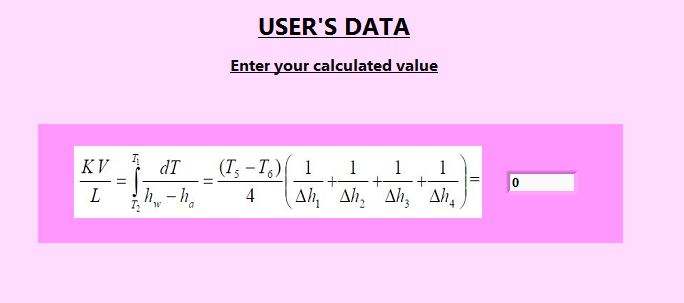 USER'S DATA
Enter your calculated value
\frac{KV}{L} = \int_{T_2}^{T_1} \frac{dT}{h_w - h_a} = \frac{(T_5 - T_6)}{4} \left( \frac{1}{\Delta h_1} + \frac{1}{\Delta h_2} + \frac{1}{\Delta h_3} + \frac{1}{\Delta h_4} \right) = 0